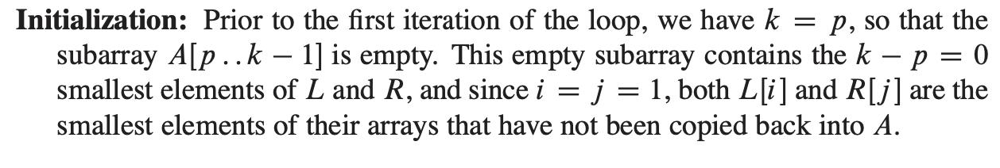 Initialization: Prior to the first iteration of the loop, we have k = p, so that the
subarray A[p..k − 1] is empty. This empty subarray contains the k − p = 0
smallest elements of L and R, and since i = j = 1, both L[i] and R[j] are the
smallest elements of their arrays that have not been copied back into A.